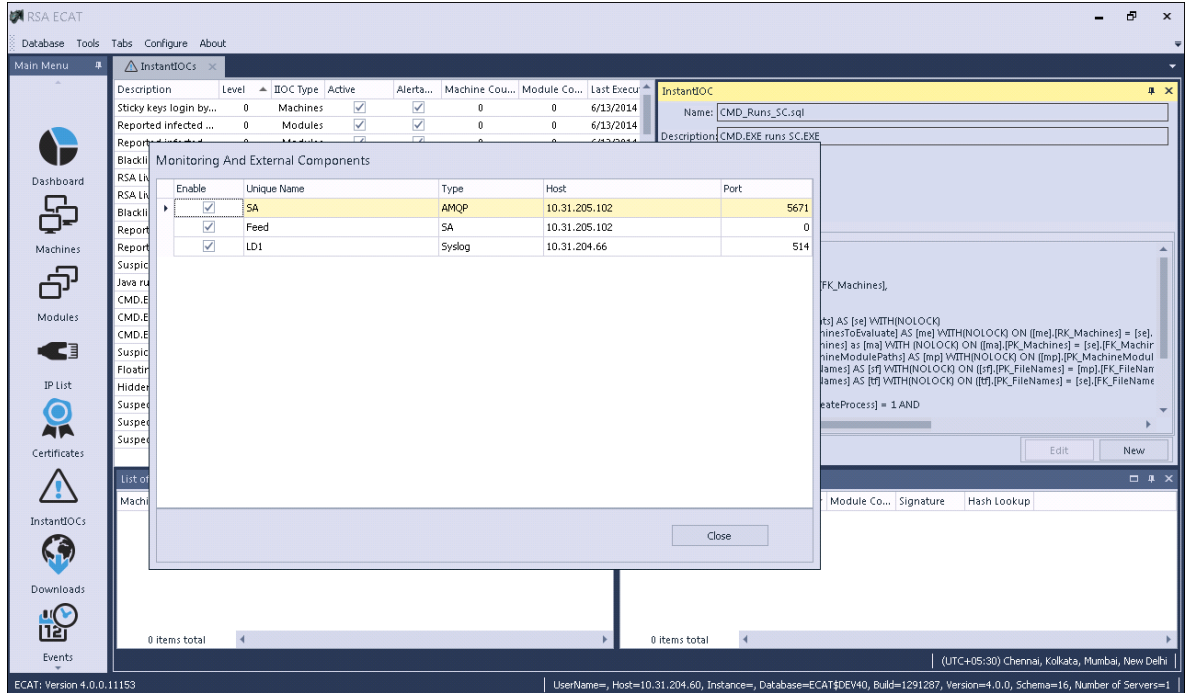 RSA ECAT
Database Tools Tabs Configure About
Main Menu
InstantIOCs
Dashboard
Machines
Modules
IP List
Certificates
InstantIOCs
Downloads
Events
Description Level IIOC Type Active Alerta... Machine Cou... Module Co... Last Execu
Sticky keys login by... 0 Machines 0 0 6/13/2014
Reported infected ... 0 Modules 0 0 6/13/2014
Report
Blackli
RSA Liv
RSA Liv
Blackli
Report
Report
Suspic
Java ru
CMD.E
CMD.E
CMD.E
Suspic
Floatin
Hidden
Suspec
Suspec
Suspec
InstantIOC
Name: CMD_Runs_SC.sql
Description: CMD.EXE runs SC.EXE
Monitoring And External Components
Enable Unique Name Type Host Port
SA AMQP 10.31.205.102 5671
Feed SA 10.31.205.102 0
LD1 Syslog 10.31.204.66 514
Close
[FK_Machines],
ts] AS [se] WITH(NOLOCK)
hinesToEvaluate] AS [me] WITH(NOLOCK) ON ([me].[RK_Machines] = [se].
hines] as [ma] WITH (NOLOCK) ON ([ma].[PK_Machines] = [se].[FK_Machin
hineModulePaths] AS [mp] WITH(NOLOCK) ON ([mp].[PK_MachineModul
Names] AS [sf] WITH(NOLOCK) ON ([sf].[PK_FileNames] = [mp].[FK_FileNam
Names] AS [tf] WITH(NOLOCK) ON ([tf].[PK_FileNames] = [se].[FK_FileName
eateProcess] = 1 AND
Edit New
List of
Machi
Module Co... Signature Hash Lookup
0 items total
0 items total
(UTC+05:30) Chennai, Kolkata, Mumbai, New Delhi
ECAT: Version 4.0.0.11153
UserName=, Host=10.31.204.60, Instance=, Database=ECAT$DEV40, Build=1291287, Version=4.0.0, Schema=16, Number of Servers=1